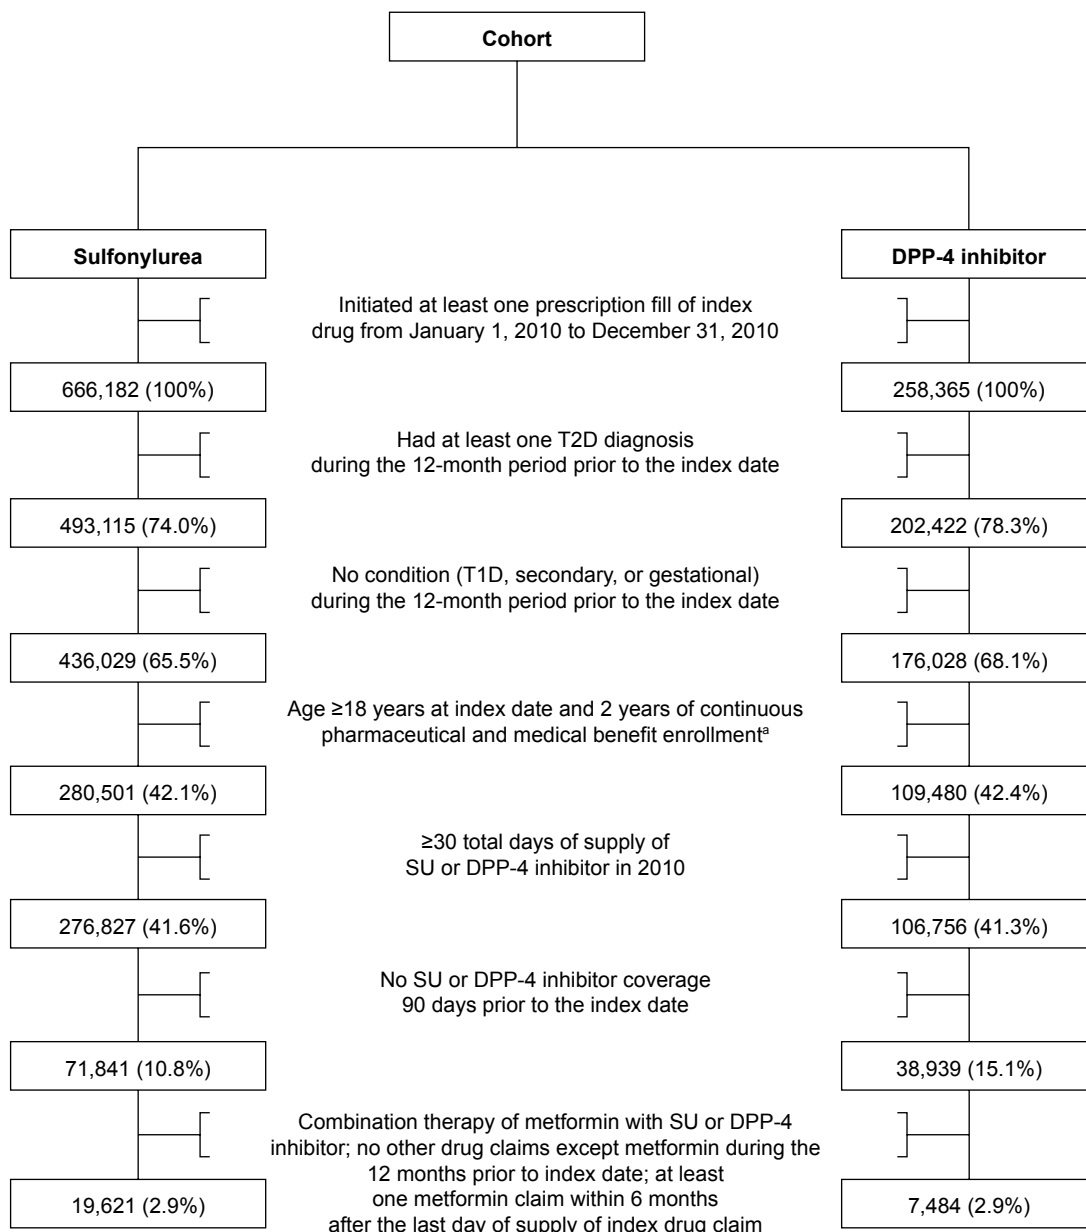 Cohort
Sulfonylurea
DPP-4 inhibitor
Initiated at least one prescription fill of index
drug from January 1, 2010 to December 31, 2010
666,182 (100%)
258,365 (100%)
Had at least one T2D diagnosis
during the 12-month period prior to the index date
493,115 (74.0%)
202,422 (78.3%)
No condition (T1D, secondary, or gestational)
during the 12-month period prior to the index date
436,029 (65.5%)
176,028 (68.1%)
Age ≥18 years at index date and 2 years of continuous
pharmaceutical and medical benefit enrollmentᵃ
280,501 (42.1%)
109,480 (42.4%)
≥30 total days of supply of
SU or DPP-4 inhibitor in 2010
276,827 (41.6%)
106,756 (41.3%)
No SU or DPP-4 inhibitor coverage
90 days prior to the index date
71,841 (10.8%)
38,939 (15.1%)
Combination therapy of metformin with SU or DPP-4
inhibitor; no other drug claims except metformin during the
12 months prior to index date; at least
one metformin claim within 6 months
after the last day of supply of index drug claim
19,621 (2.9%)
7,484 (2.9%)